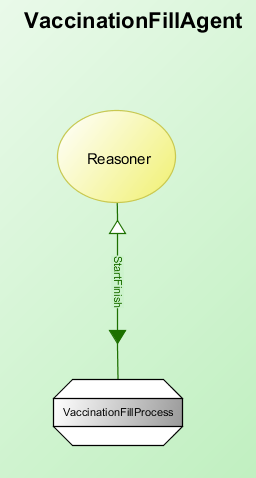 VaccinationFillAgent
Reasoner
StartFinish
VaccinationFillProcess